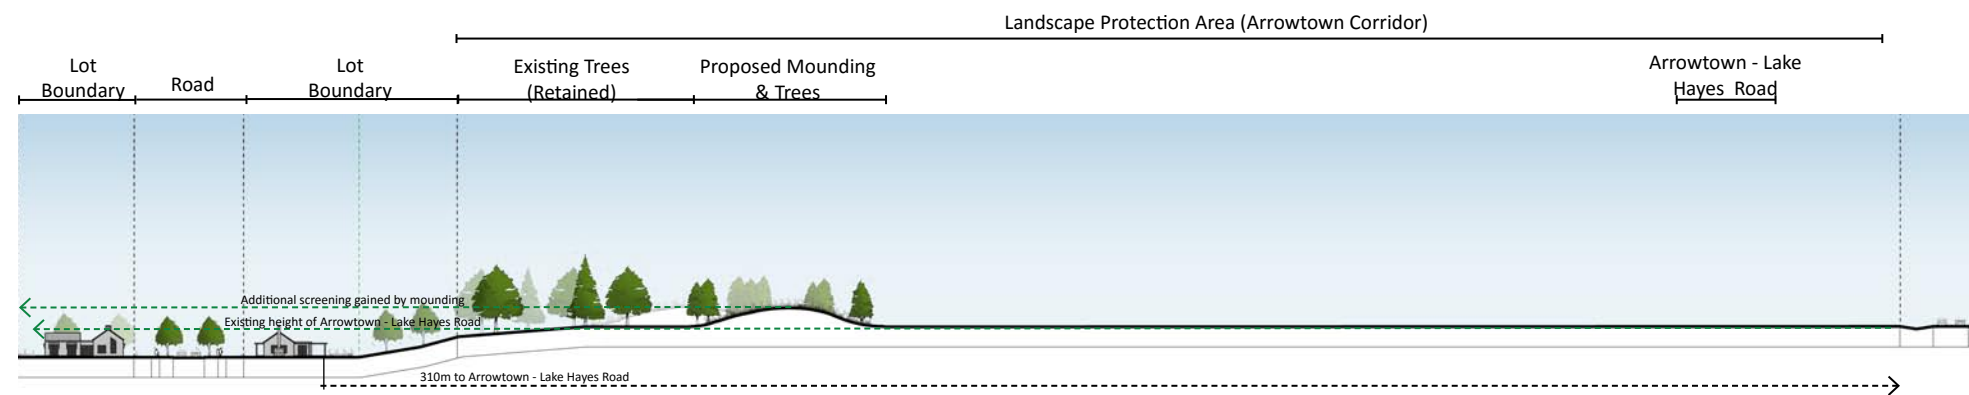 Landscape Protection Area (Arrowtown Corridor)
Lot
Boundary
Road
Lot
Boundary
Existing Trees
(Retained)
Proposed Mounding
& Trees
Arrowtown - Lake
Hayes Road
Additional screening gained by mounding
Existing height of Arrowtown - Lake Hayes Road
310m to Arrowtown - Lake Hayes Road